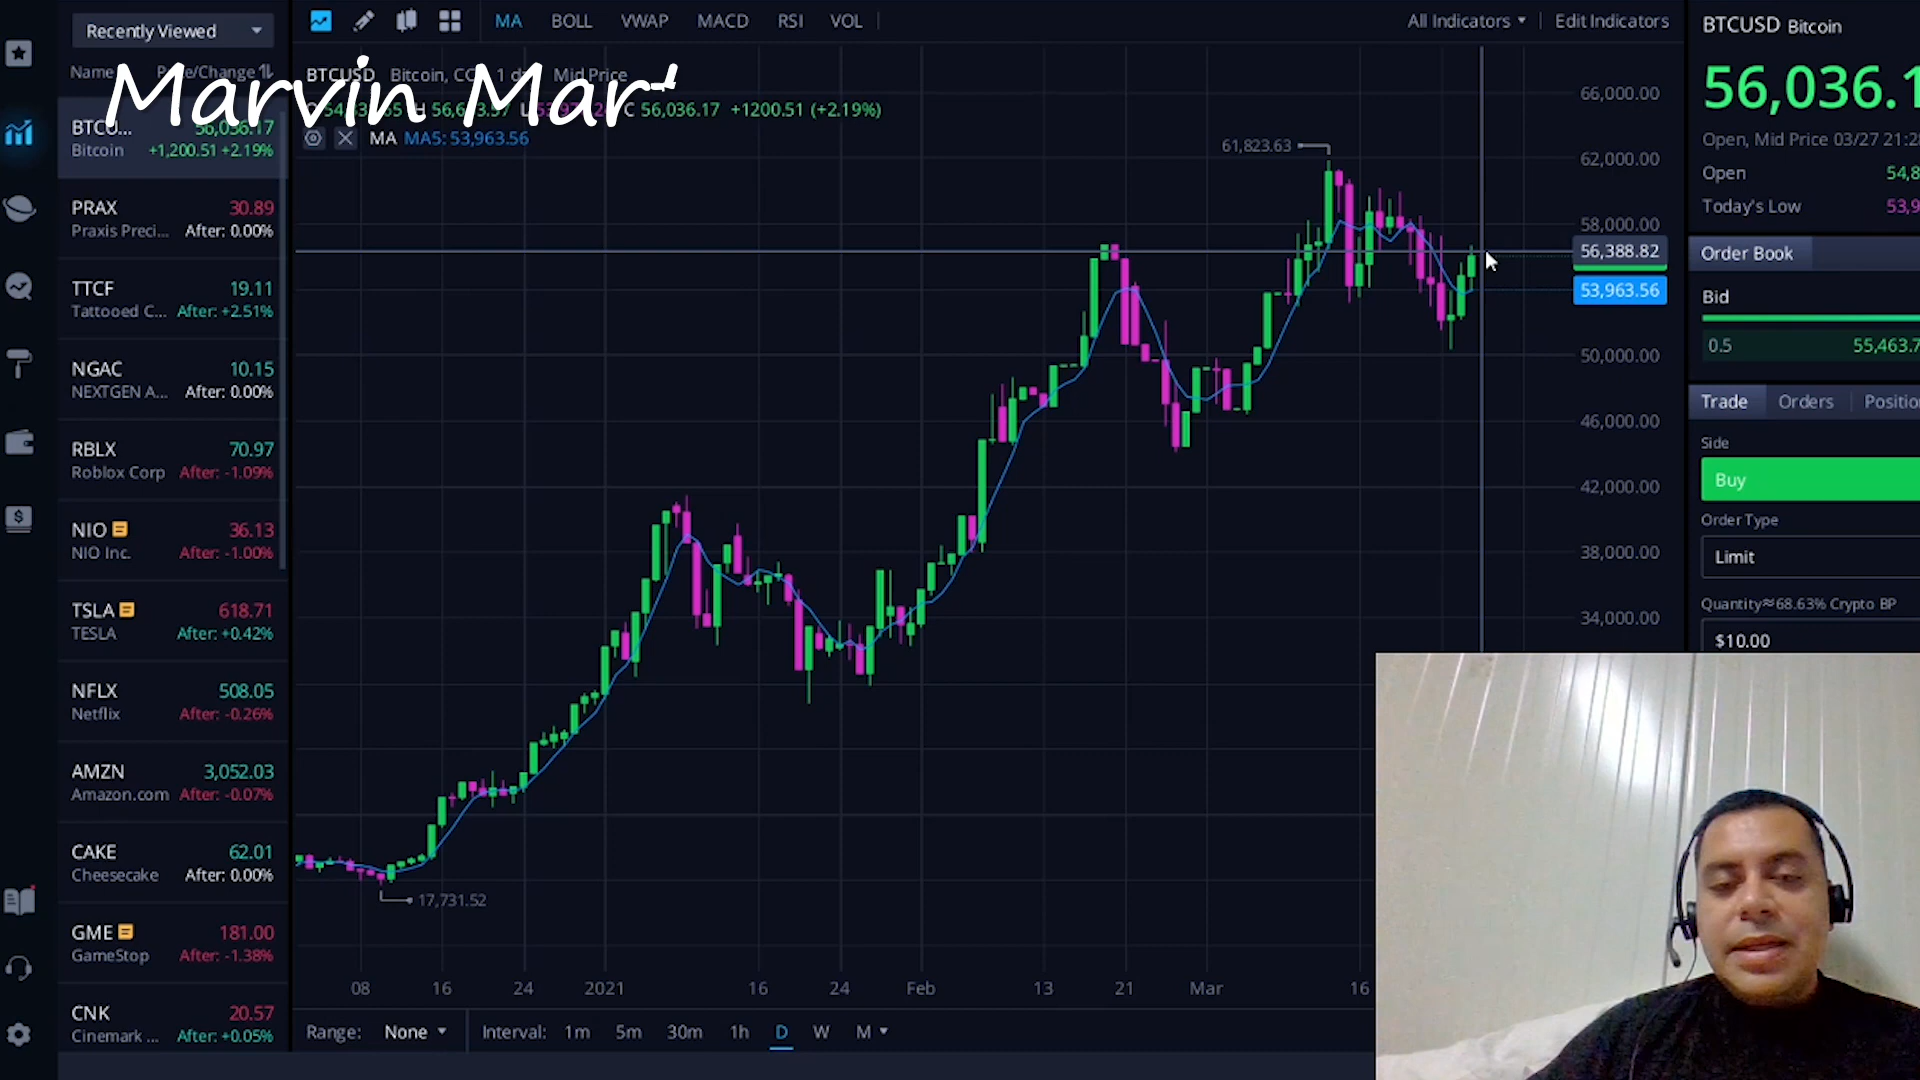 Recently Viewed
Name Price/Change
Marvin Mart
BTCU... 56,036.17
Bitcoin +1,200.51 +2.19%
PRAX 30.89
Praxis Preci... After: 0.00%
TTCF 19.11
Tattooed C... After: +2.51%
NGAC 10.15
NEXTGEN A... After: 0.00%
RBLX 70.97
Roblox Corp After: -1.09%
NIO 36.13
NIO Inc. After: -1.00%
TSLA 618.71
TESLA After: +0.42%
NFLX 508.05
Netflix After: -0.26%
AMZN 3,052.03
Amazon.com After: -0.07%
CAKE 62.01
Cheesecake After: 0.00%
GME 181.00
GameStop After: -1.38%
CNK 20.57
Cinemark ... After: +0.05%
MA BOLL VWAP MACD RSI VOL All Indicators Edit Indicators
BTCUSD Bitcoin, CC 1 d Mid Price
C 56,036.17 +1200.51 (+2.19%)
MA MA5: 53,963.56
61,823.63
17,731.52
66,000.00
62,000.00
58,000.00
56,388.82
53,963.56
50,000.00
46,000.00
42,000.00
38,000.00
34,000.00
08 16 24 2021 16 24 Feb 13 21 Mar 16
Range: None Interval: 1m 5m 30m 1h D W M
BTCUSD Bitcoin
56,036.1
Open, Mid Price 03/27 21:2
Open 54,8
Today's Low 53,9
Order Book
Bid
0.5 55,463.7
Trade Orders Positio
Side
Buy
Order Type
Limit
Quantity≈68.63% Crypto BP
$10.00